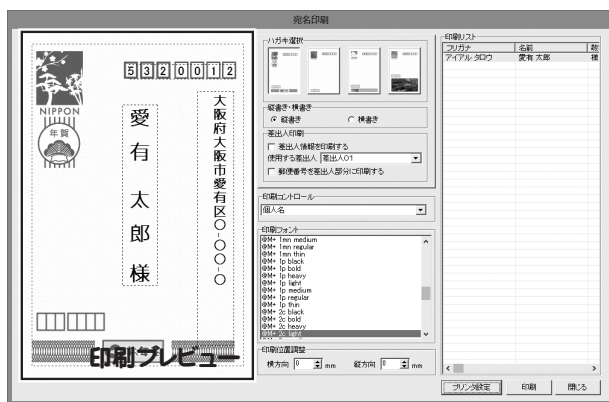 宛名印刷
NIPPON
年賀
5320012
大阪府大阪市愛有区〇-〇〇-〇
愛有 太郎 様
印刷プレビュー
ハガキ選択
縦書き・横書き
縦書き 横書き
差出人印刷
差出人情報を印刷する
使用する差出人 差出人01
郵便番号を差出人部分に印刷する
印刷コントロール
個人名
印刷フォント
@M+ 1mn medium
@M+ 1mn regular
@M+ 1mn thin
@M+ 1p black
@M+ 1p bold
@M+ 1p heavy
@M+ 1p light
@M+ 1p medium
@M+ 1p regular
@M+ 1p thin
@M+ 2c black
@M+ 2c bold
@M+ 2c heavy
@M+ 2c light
印刷位置調整
横方向 0 mm 縦方向 0 mm
印刷リスト
フリガナ 名前 敬
アイアル タロウ 愛有 太郎 様
プリンタ設定 印刷 閉じる